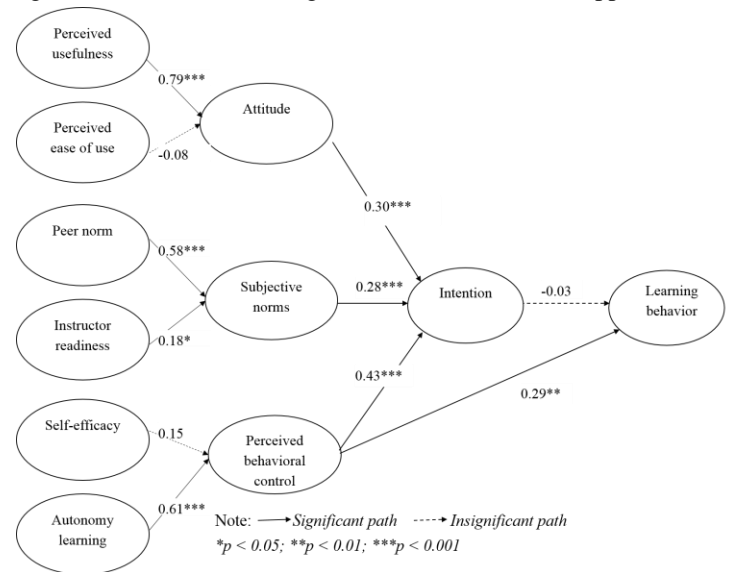 Perceived
usefulness
0.79***
Attitude
Perceived
ease of use
-0.08
0.30***
Peer norm
0.58***
Subjective
norms
0.28***
Intention
-0.03
Learning
behavior
Instructor
readiness
0.18*
0.43***
0.29**
Self-efficacy
0.15
Perceived
behavioral
control
Autonomy
learning
0.61***
Note: Significant path Insignificant path
*p < 0.05; **p < 0.01; ***p < 0.001